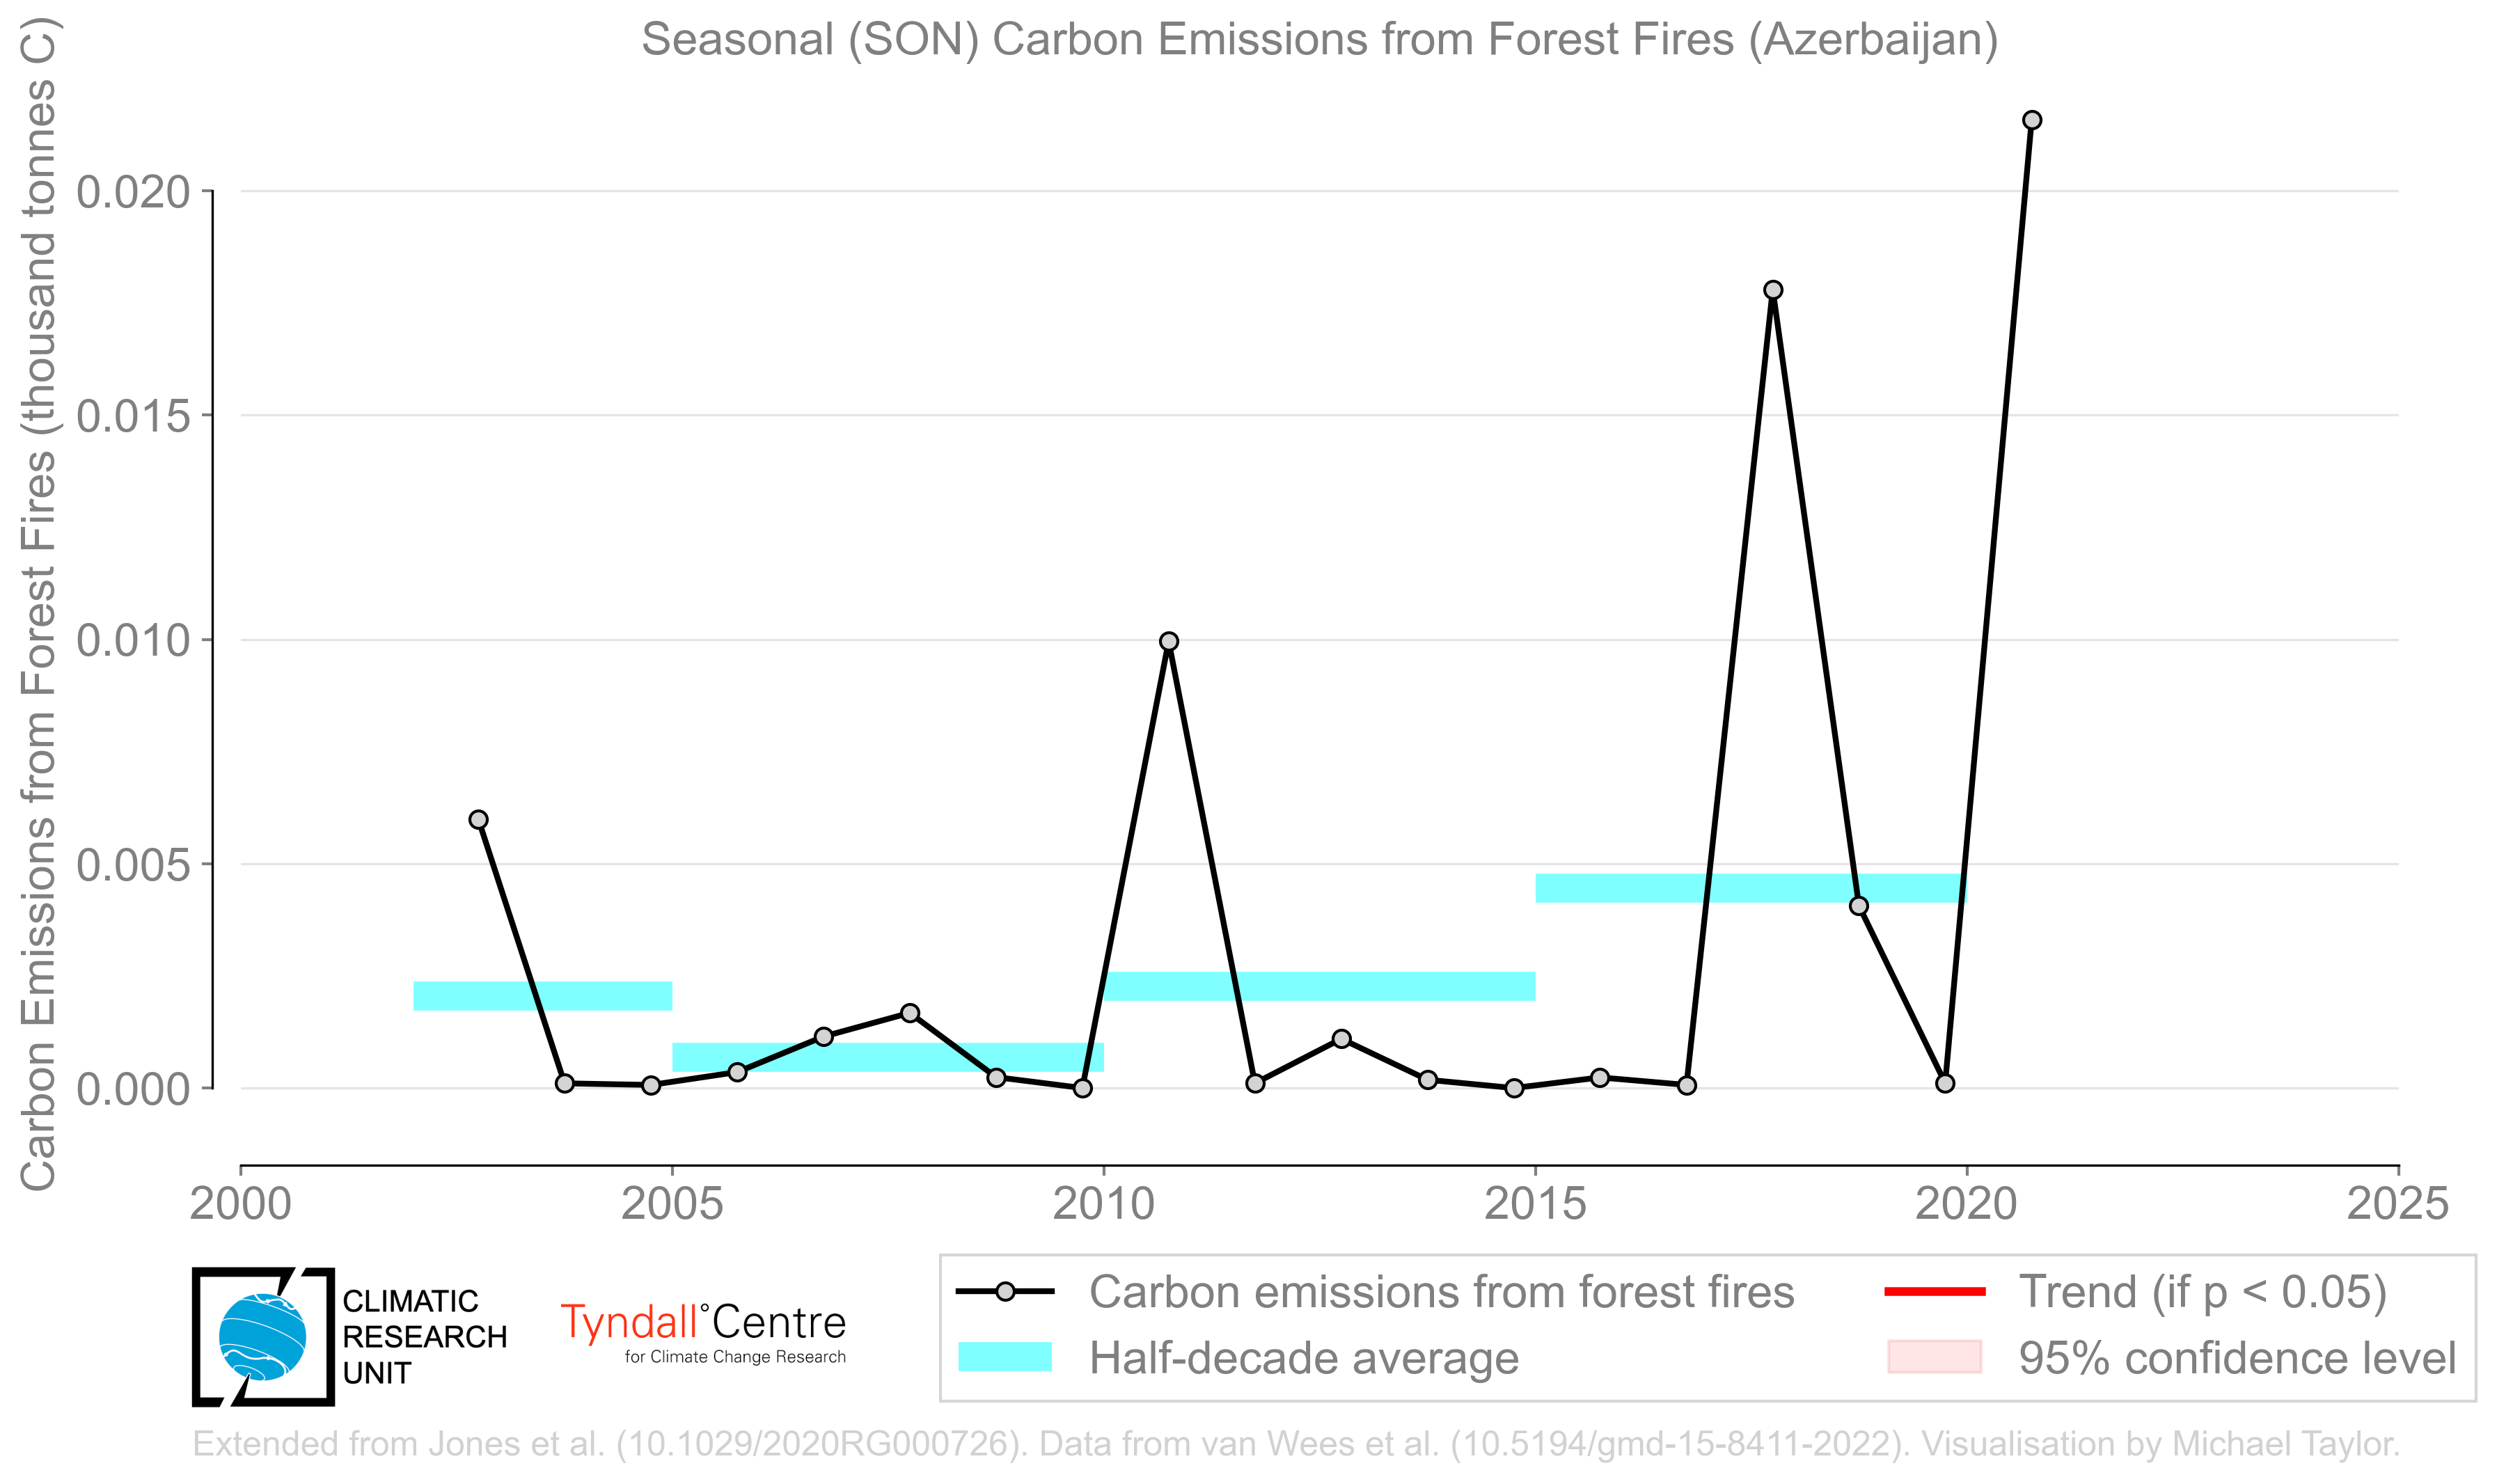 Seasonal (SON) Carbon Emissions from Forest Fires (Azerbaijan)
Carbon Emissions from Forest Fires (thousand tonnes C)
0.020
0.015
0.010
0.005
0.000
2000 2005 2010 2015 2020 2025
CLIMATIC
RESEARCH
UNIT
Tyndall°Centre
for Climate Change Research
Carbon emissions from forest fires
Half-decade average
Trend (if p < 0.05)
95% confidence level
Extended from Jones et al. (10.1029/2020RG000726). Data from van Wees et al. (10.5194/gmd-15-8411-2022). Visualisation by Michael Taylor.